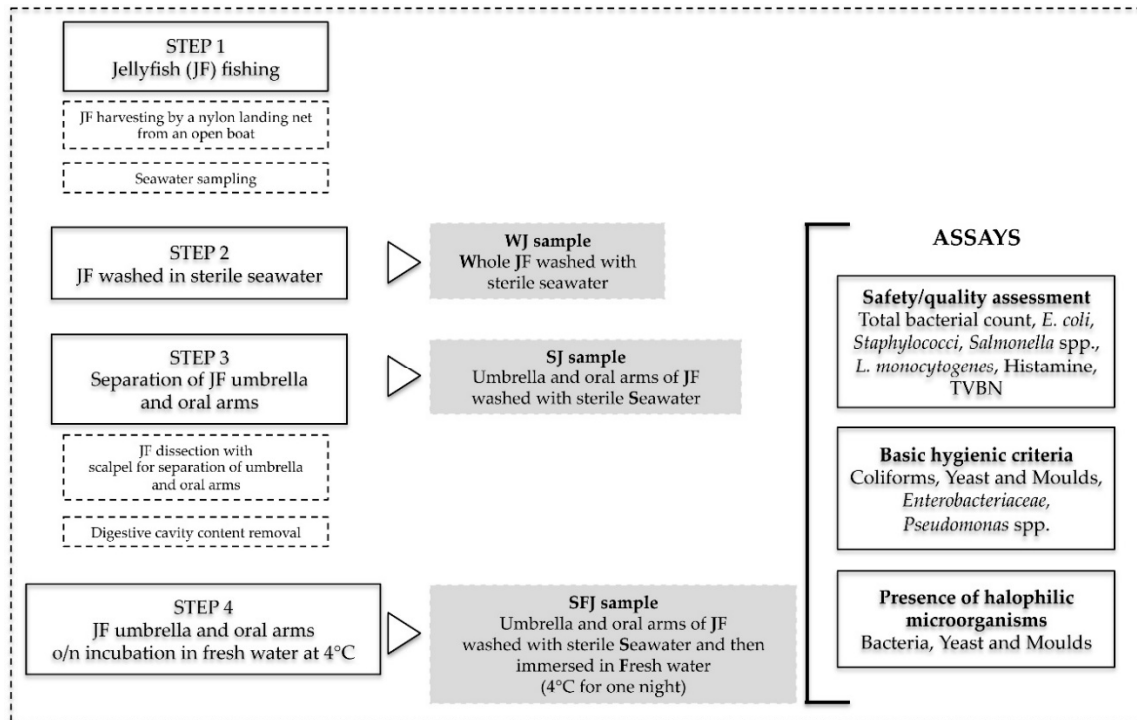 STEP 1
Jellyfish (JF) fishing
JF harvesting by a nylon landing net
from an open boat
Seawater sampling
STEP 2
JF washed in sterile seawater
WJ sample
Whole JF washed with
sterile seawater
STEP 3
Separation of JF umbrella
and oral arms
SJ sample
Umbrella and oral arms of JF
washed with sterile Seawater
JF dissection with
scalpel for separation of umbrella
and oral arms
Digestive cavity content removal
STEP 4
JF umbrella and oral arms
o/n incubation in fresh water at 4°C
SFJ sample
Umbrella and oral arms of JF
washed with sterile Seawater and then
immersed in Fresh water
(4°C for one night)
ASSAYS
Safety/quality assessment
Total bacterial count, E. coli,
Staphylococci, Salmonella spp.,
L. monocytogenes, Histamine,
TVBN
Basic hygienic criteria
Coliforms, Yeast and Moulds,
Enterobacteriaceae,
Pseudomonas spp.
Presence of halophilic
microorganisms
Bacteria, Yeast and Moulds